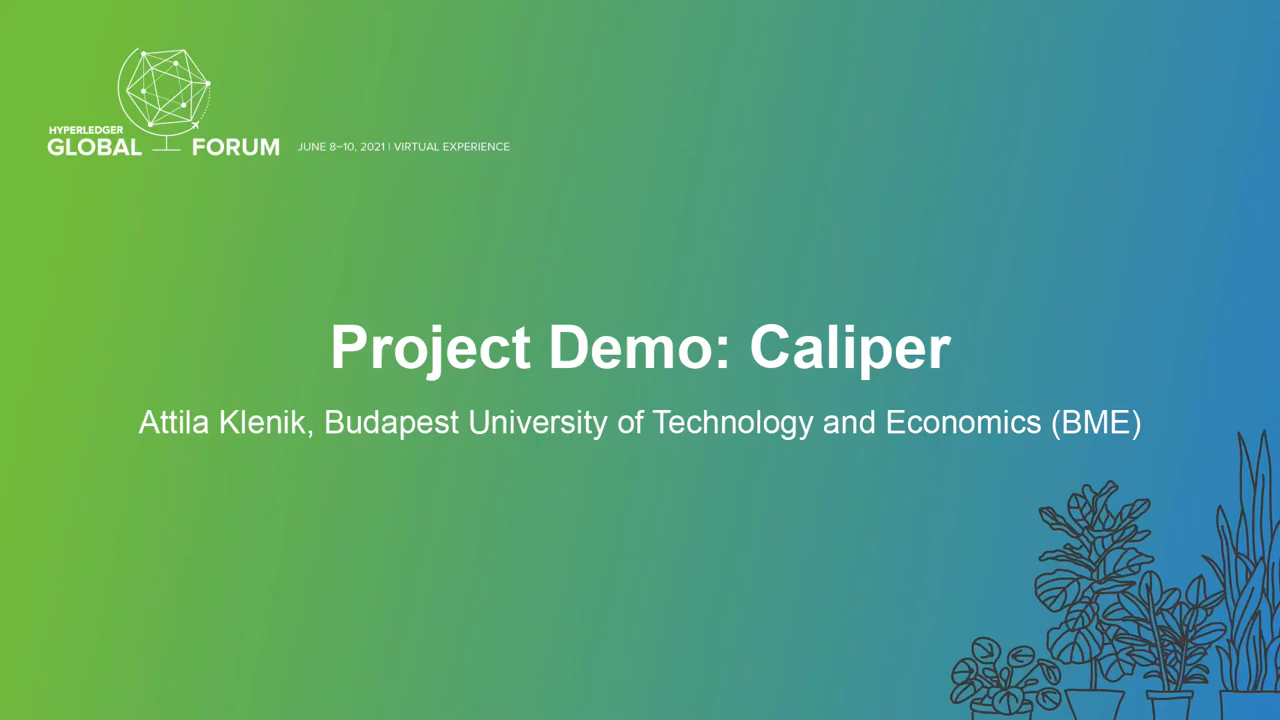 HYPERLEDGER
GLOBAL FORUM JUNE 8–10, 2021 | VIRTUAL EXPERIENCE
Project Demo: Caliper
Attila Klenik, Budapest University of Technology and Economics (BME)